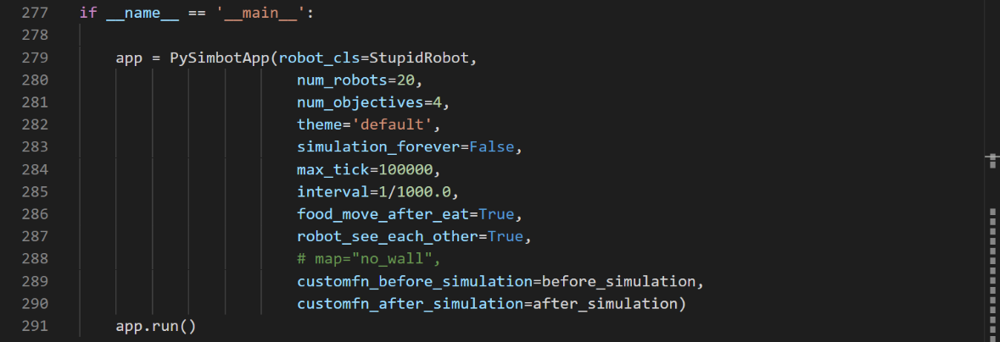 277 if __name__ == '__main__':
278
279 app = PySimbotApp(robot_cls=StupidRobot,
280 num_robots=20,
281 num_objectives=4,
282 theme='default',
283 simulation_forever=False,
284 max_tick=100000,
285 interval=1/1000.0,
286 food_move_after_eat=True,
287 robot_see_each_other=True,
288 # map="no_wall",
289 customfn_before_simulation=before_simulation,
290 customfn_after_simulation=after_simulation)
291 app.run()